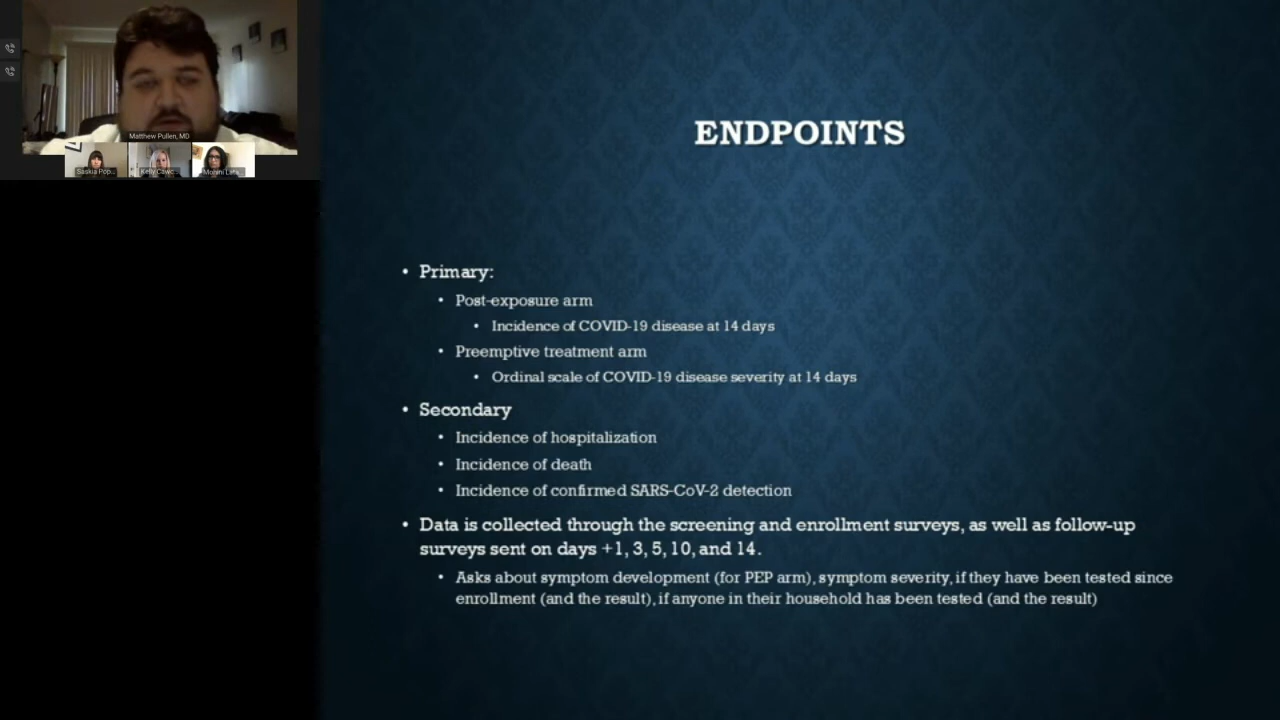 Matthew Pullen, MD
Saskia Pop...
Kelly Cawc...
ENDPOINTS
• Primary:
• Post-exposure arm
• Incidence of COVID-19 disease at 14 days
• Preemptive treatment arm
• Ordinal scale of COVID-19 disease severity at 14 days
• Secondary
• Incidence of hospitalization
• Incidence of death
• Incidence of confirmed SARS-CoV-2 detection
• Data is collected through the screening and enrollment surveys, as well as follow-up
surveys sent on days +1, 3, 5, 10, and 14.
• Asks about symptom development (for PEP arm), symptom severity, if they have been tested since
enrollment (and the result), if anyone in their household has been tested (and the result)